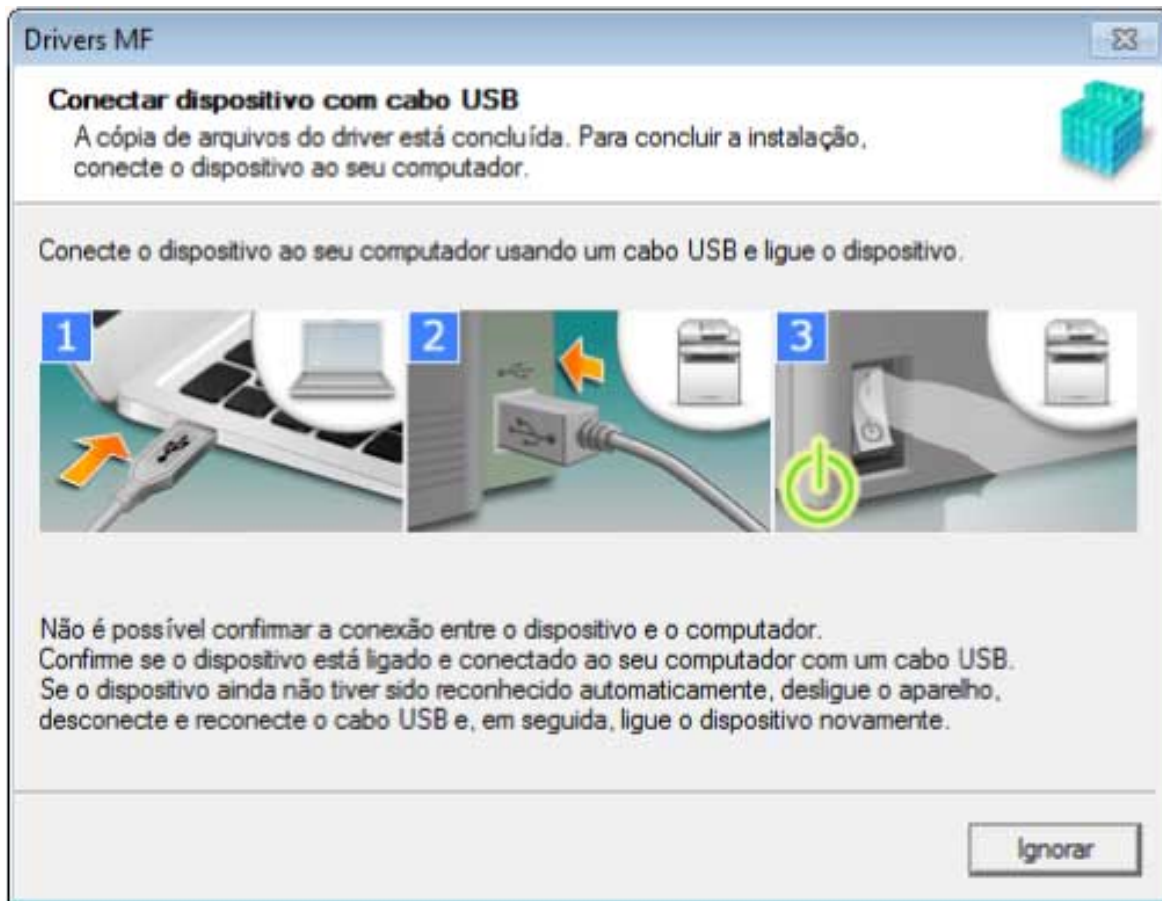 Drivers MF
Conectar dispositivo com cabo USB
A cópia de arquivos do driver está concluída. Para concluir a instalação,
conecte o dispositivo ao seu computador.
Conecte o dispositivo ao seu computador usando um cabo USB e ligue o dispositivo.
1
2
3
Não é possível confirmar a conexão entre o dispositivo e o computador.
Confirme se o dispositivo está ligado e conectado ao seu computador com um cabo USB.
Se o dispositivo ainda não tiver sido reconhecido automaticamente, desligue o aparelho,
desconecte e reconecte o cabo USB e, em seguida, ligue o dispositivo novamente.
Ignorar